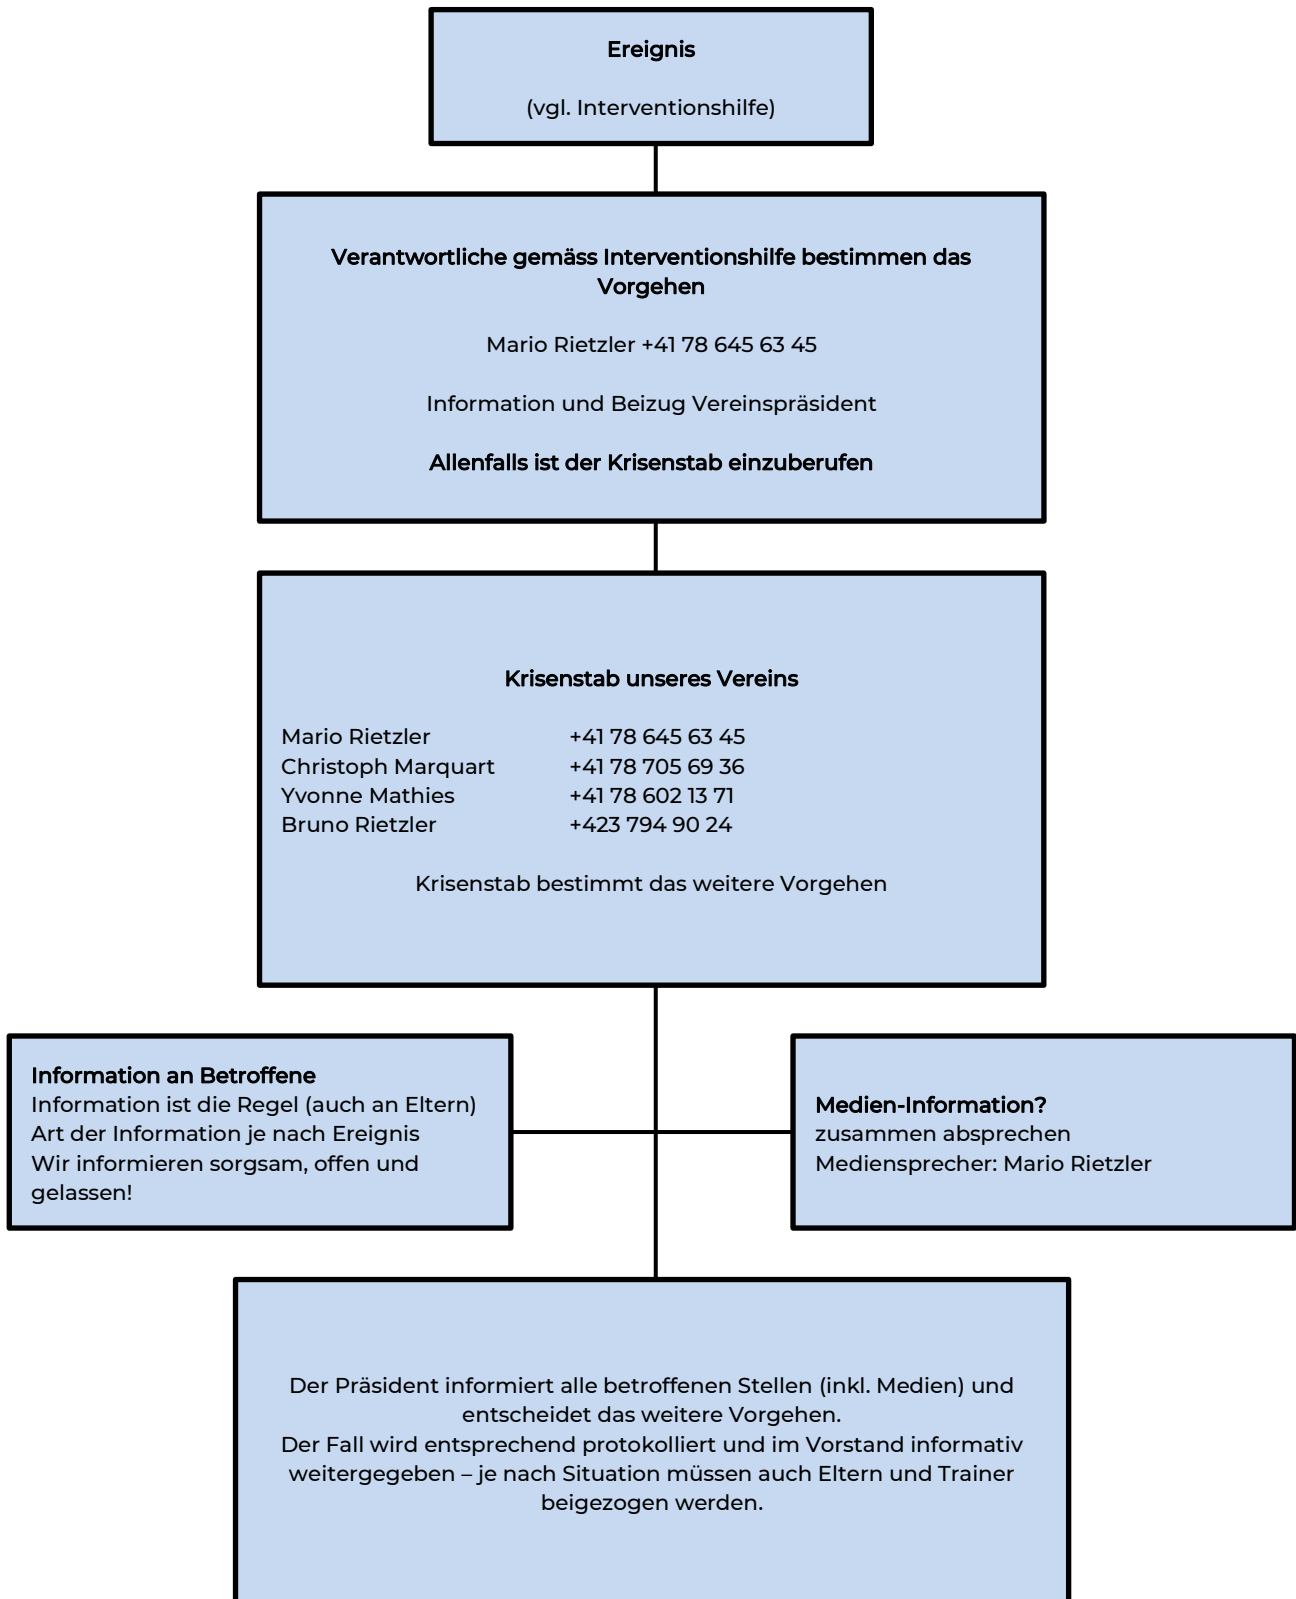 Ereignis
(vgl. Interventionshilfe)
Verantwortliche gemäss Interventionshilfe bestimmen das
Vorgehen
Mario Rietzler +41 78 645 63 45
Information und Beizug Vereinspräsident
Allenfalls ist der Krisenstab einzuberufen
Krisenstab unseres Vereins
Mario Rietzler +41 78 645 63 45
Christoph Marquart +41 78 705 69 36
Yvonne Mathies +41 78 602 13 71
Bruno Rietzler +423 794 90 24
Krisenstab bestimmt das weitere Vorgehen
Information an Betroffene
Information ist die Regel (auch an Eltern)
Art der Information je nach Ereignis
Wir informieren sorgsam, offen und
gelassen!
Medien-Information?
zusammen absprechen
Mediensprecher: Mario Rietzler
Der Präsident informiert alle betroffenen Stellen (inkl. Medien) und
entscheidet das weitere Vorgehen.
Der Fall wird entsprechend protokolliert und im Vorstand informativ
weitergegeben – je nach Situation müssen auch Eltern und Trainer
beigezogen werden.